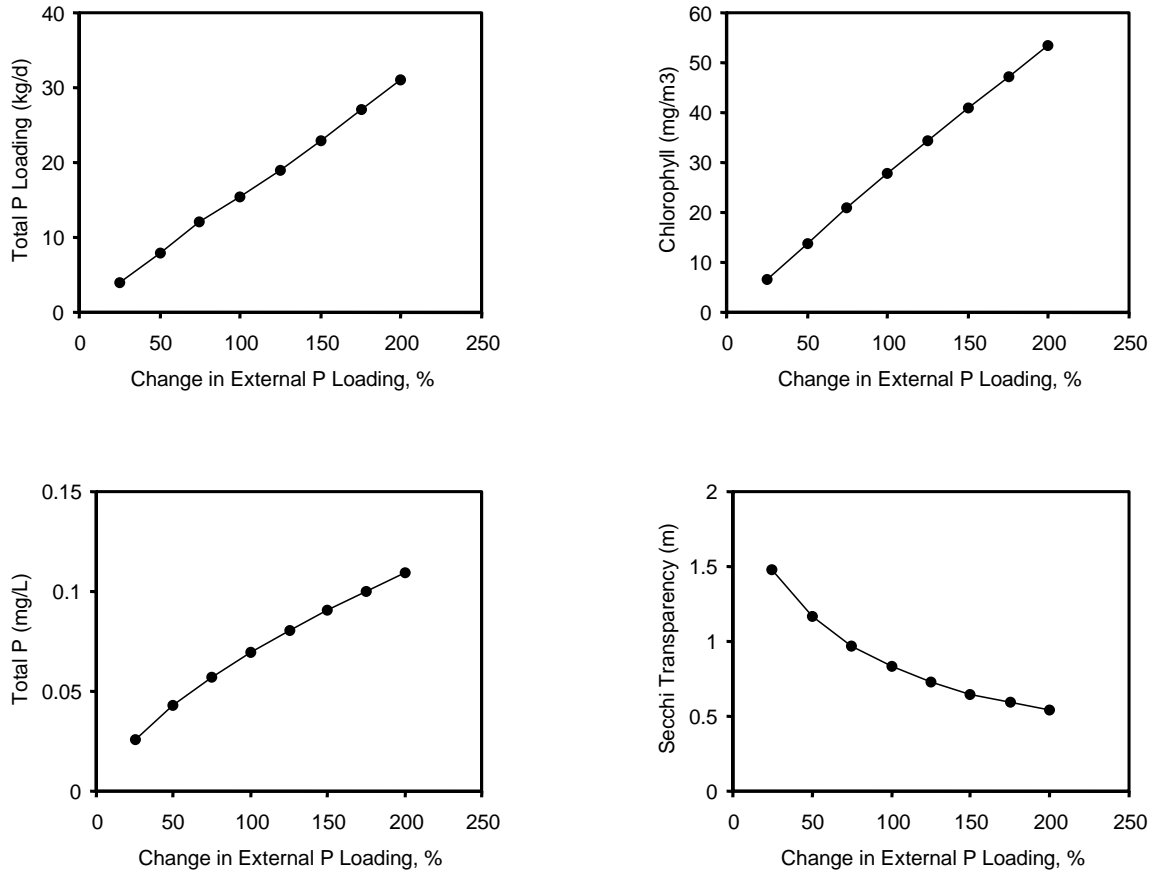 Total P Loading (kg/d)
40
30
20
10
0
0 50 100 150 200 250
Change in External P Loading, %
Chlorophyll (mg/m3)
60
50
40
30
20
10
0
0 50 100 150 200 250
Change in External P Loading, %
Total P (mg/L)
0.15
0.1
0.05
0
0 50 100 150 200 250
Change in External P Loading, %
Secchi Transparency (m)
2
1.5
1
0.5
0
0 50 100 150 200 250
Change in External P Loading, %